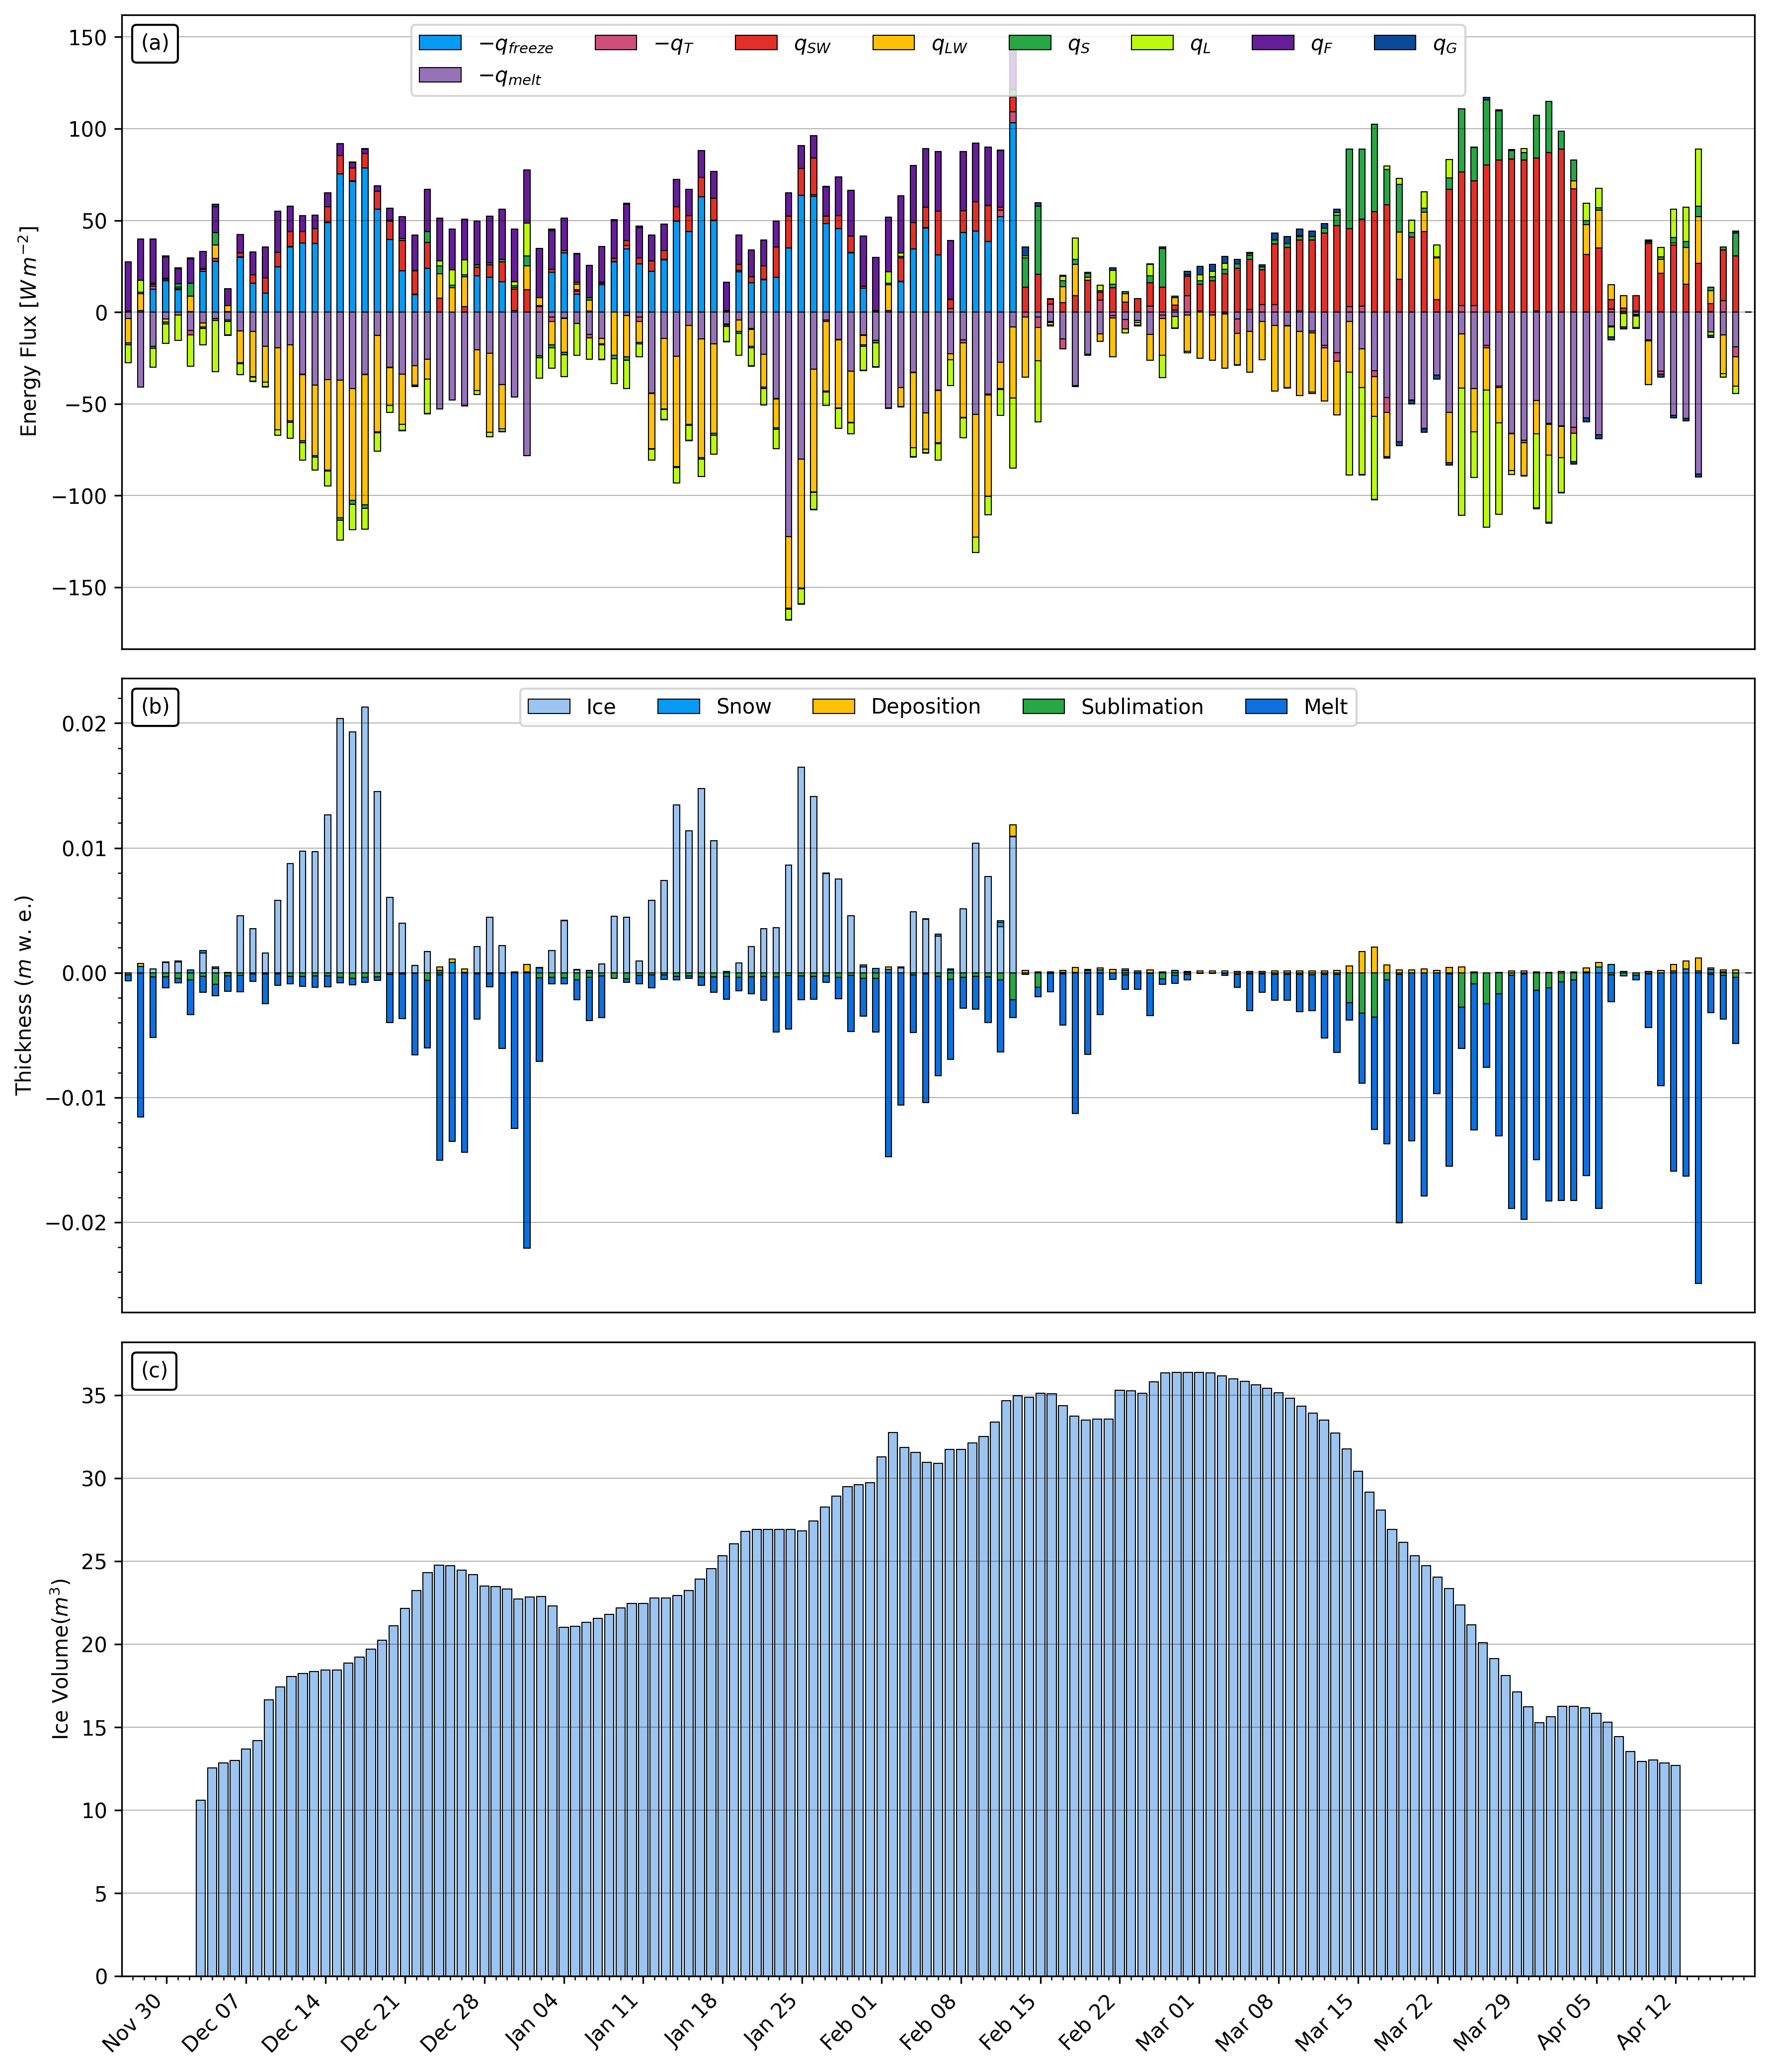 (a)
−q_freeze −q_T q_SW q_LW q_S q_L q_F q_G
−q_melt
Energy Flux [W m⁻²]
150
100
50
0
−50
−100
−150
(b)
Ice Snow Deposition Sublimation Melt
Thickness (m w. e.)
0.02
0.01
0.00
−0.01
−0.02
(c)
Ice Volume(m³)
35
30
25
20
15
10
5
0
Nov 30 Dec 07 Dec 14 Dec 21 Dec 28 Jan 04 Jan 11 Jan 18 Jan 25 Feb 01 Feb 08 Feb 15 Feb 22 Mar 01 Mar 08 Mar 15 Mar 22 Mar 29 Apr 05 Apr 12